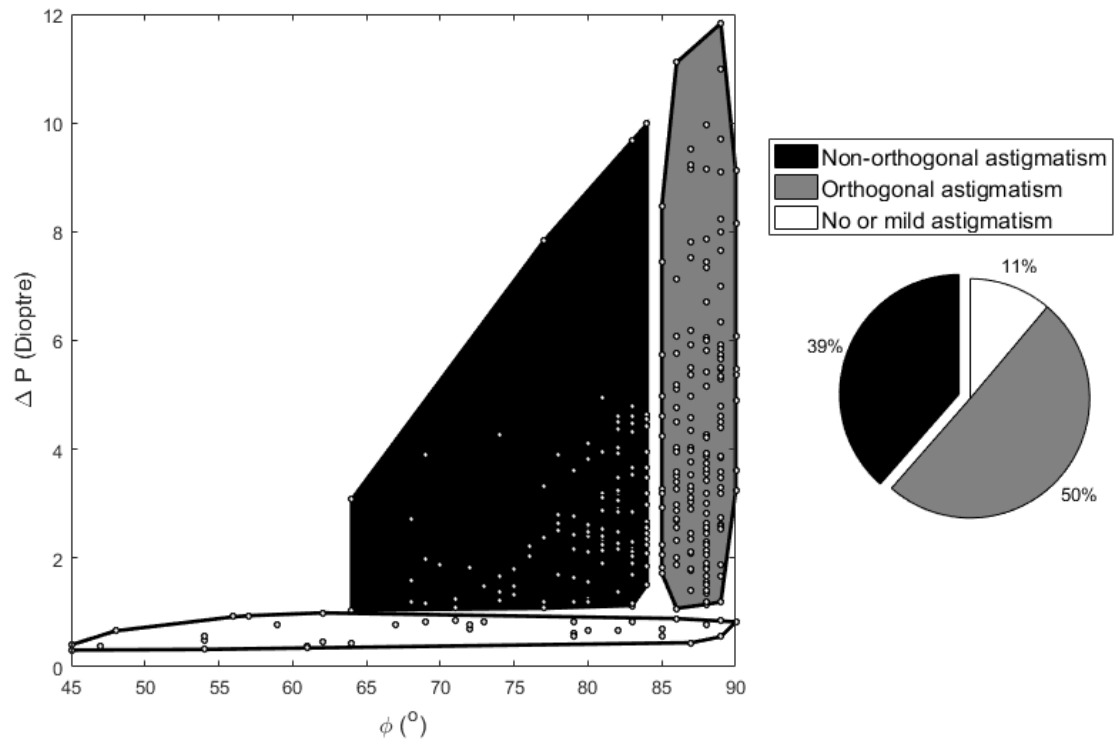 12
10
8
6
4
2
0
Δ P (Dioptre)
45 50 55 60 65 70 75 80 85 90
ϕ (°)
Non-orthogonal astigmatism
Orthogonal astigmatism
No or mild astigmatism
11%
39%
50%